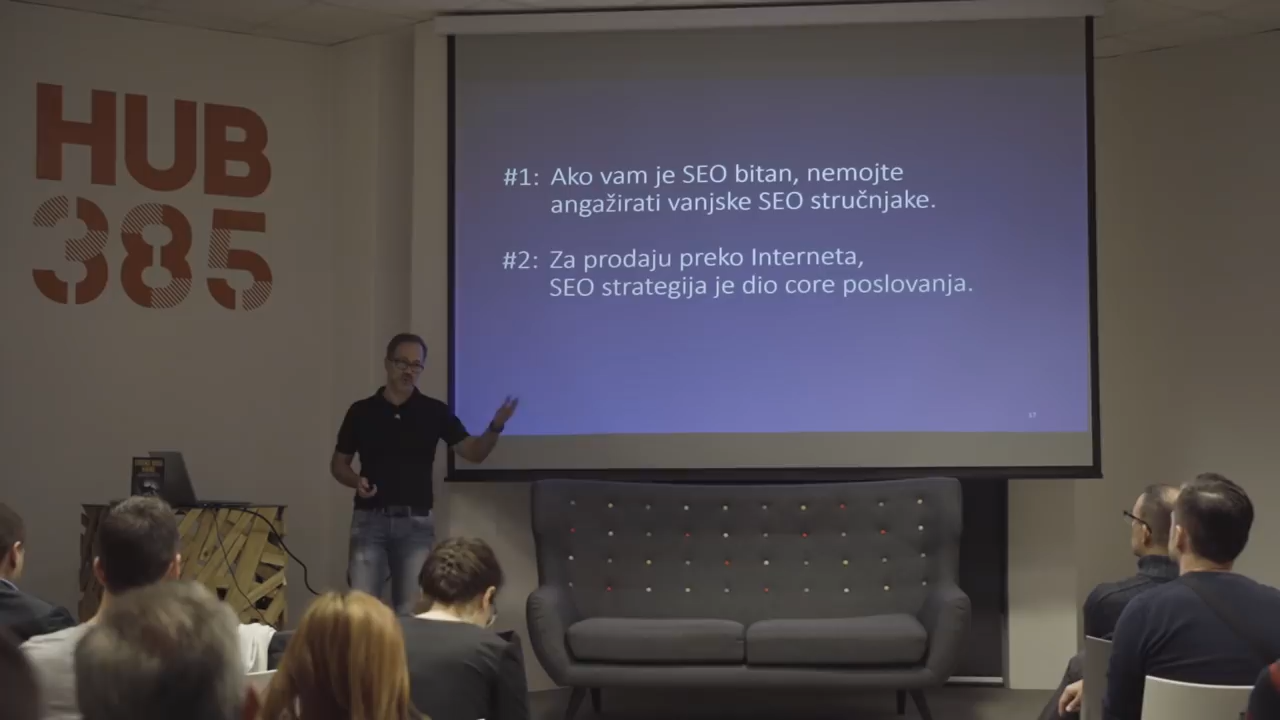 HUB
385
#1: Ako vam je SEO bitan, nemojte
angažirati vanjske SEO stručnjake.
#2: Za prodaju preko Interneta,
SEO strategija je dio core poslovanja.